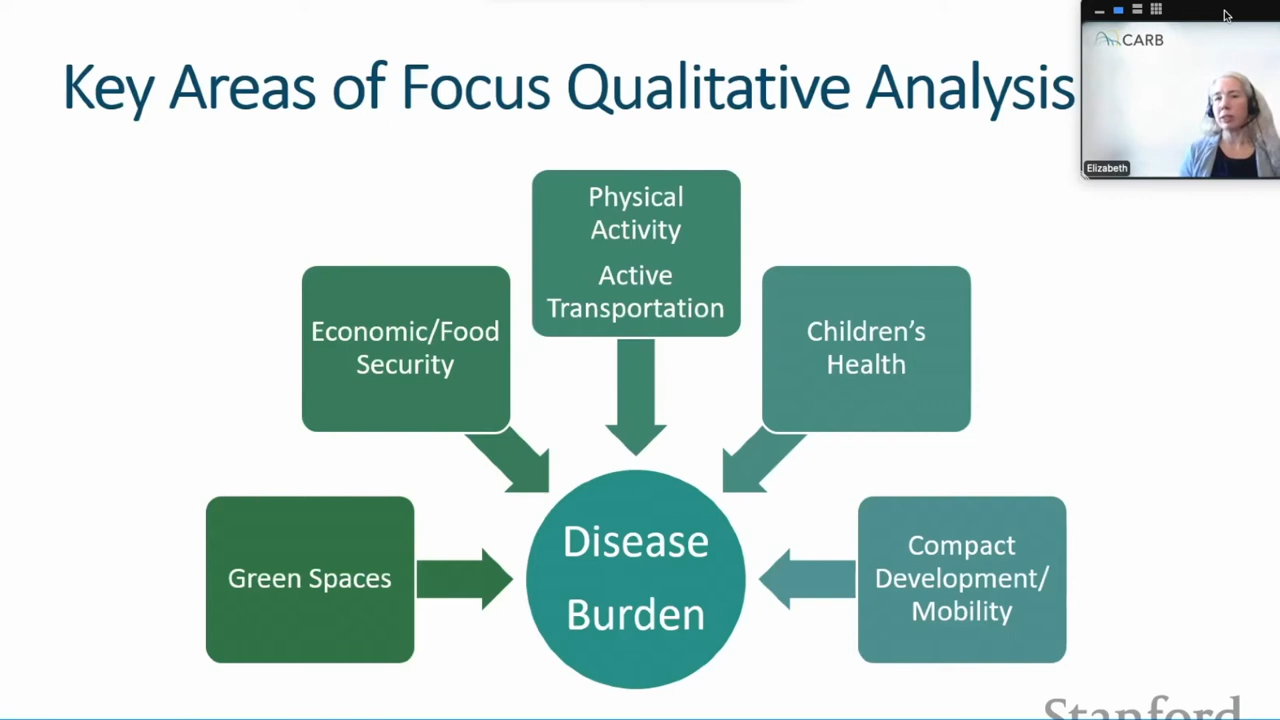 Key Areas of Focus Qualitative Analysis
CARB
Elizabeth
Physical
Activity
Active
Transportation
Economic/Food
Security
Children’s
Health
Green Spaces
Disease
Burden
Compact
Development/
Mobility
Stanford